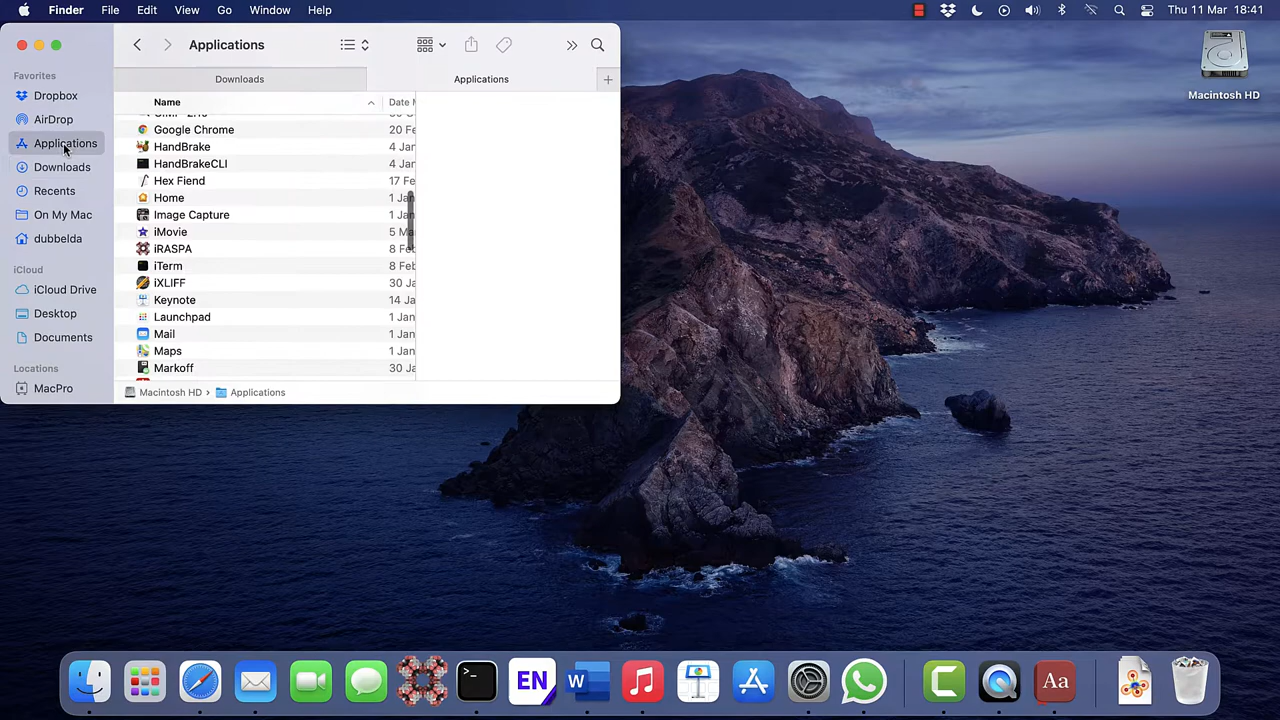 Finder File Edit View Go Window Help Thu 11 Mar 18:41
Applications
Downloads Applications
Favorites
Dropbox
AirDrop
Applications
Downloads
Recents
On My Mac
dubbelda
iCloud
iCloud Drive
Desktop
Documents
Locations
MacPro
Name Date
Google Chrome 20 Fe
HandBrake 4 Jan
HandBrakeCLI 4 Jan
Hex Fiend 17 Fe
Home 1 Jan
Image Capture 1 Jan
iMovie 5 Ma
iRASPA 8 Feb
iTerm 8 Feb
iXLIFF 30 Ja
Keynote 14 Ja
Launchpad 1 Jan
Mail 1 Jan
Maps 1 Jan
Markoff 30 Ja
Macintosh HD › Applications
Macintosh HD
>_
EN
W
C
Aa